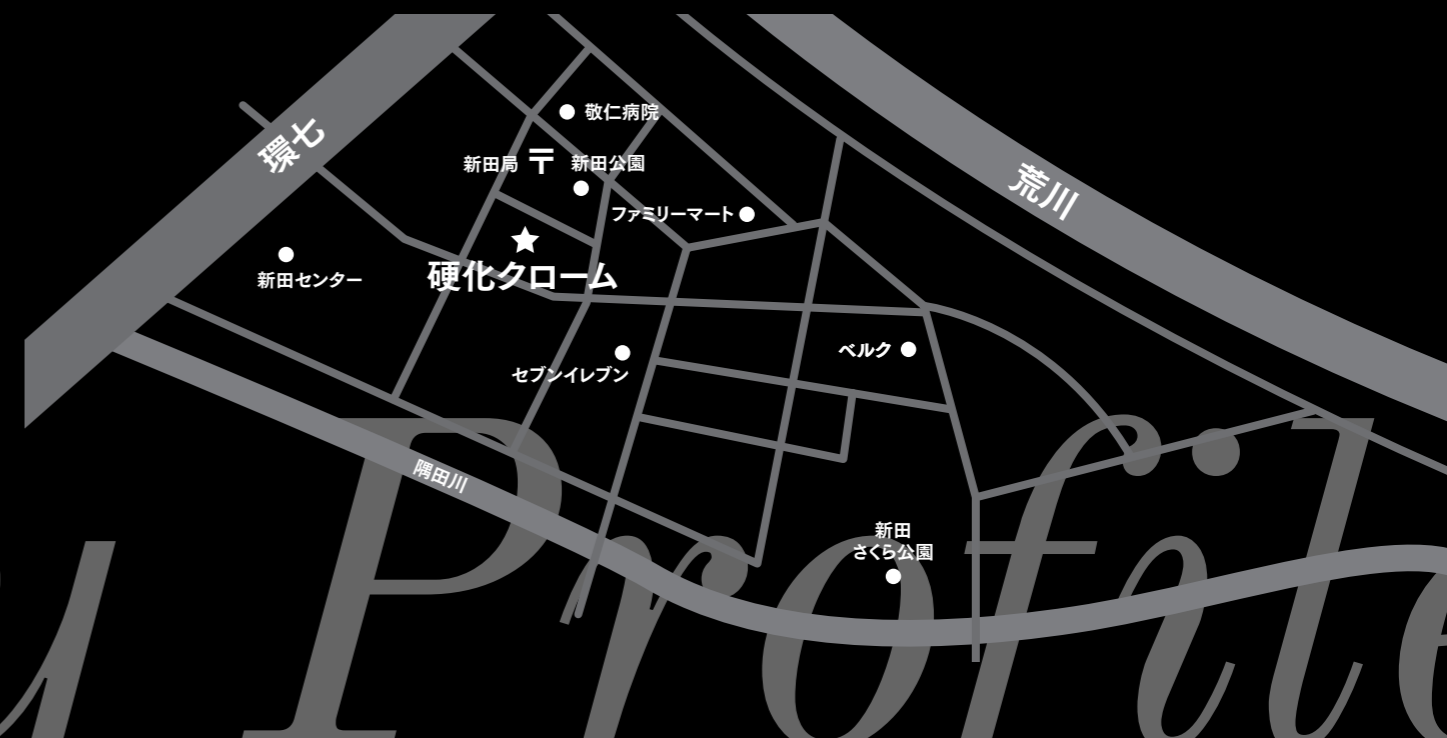 環七
荒川
敬仁病院
新田局 〒 新田公園
ファミリーマート
新田センター
硬化クローム
ベルク
セブンイレブン
隅田川
新田
さくら公園
y Profile